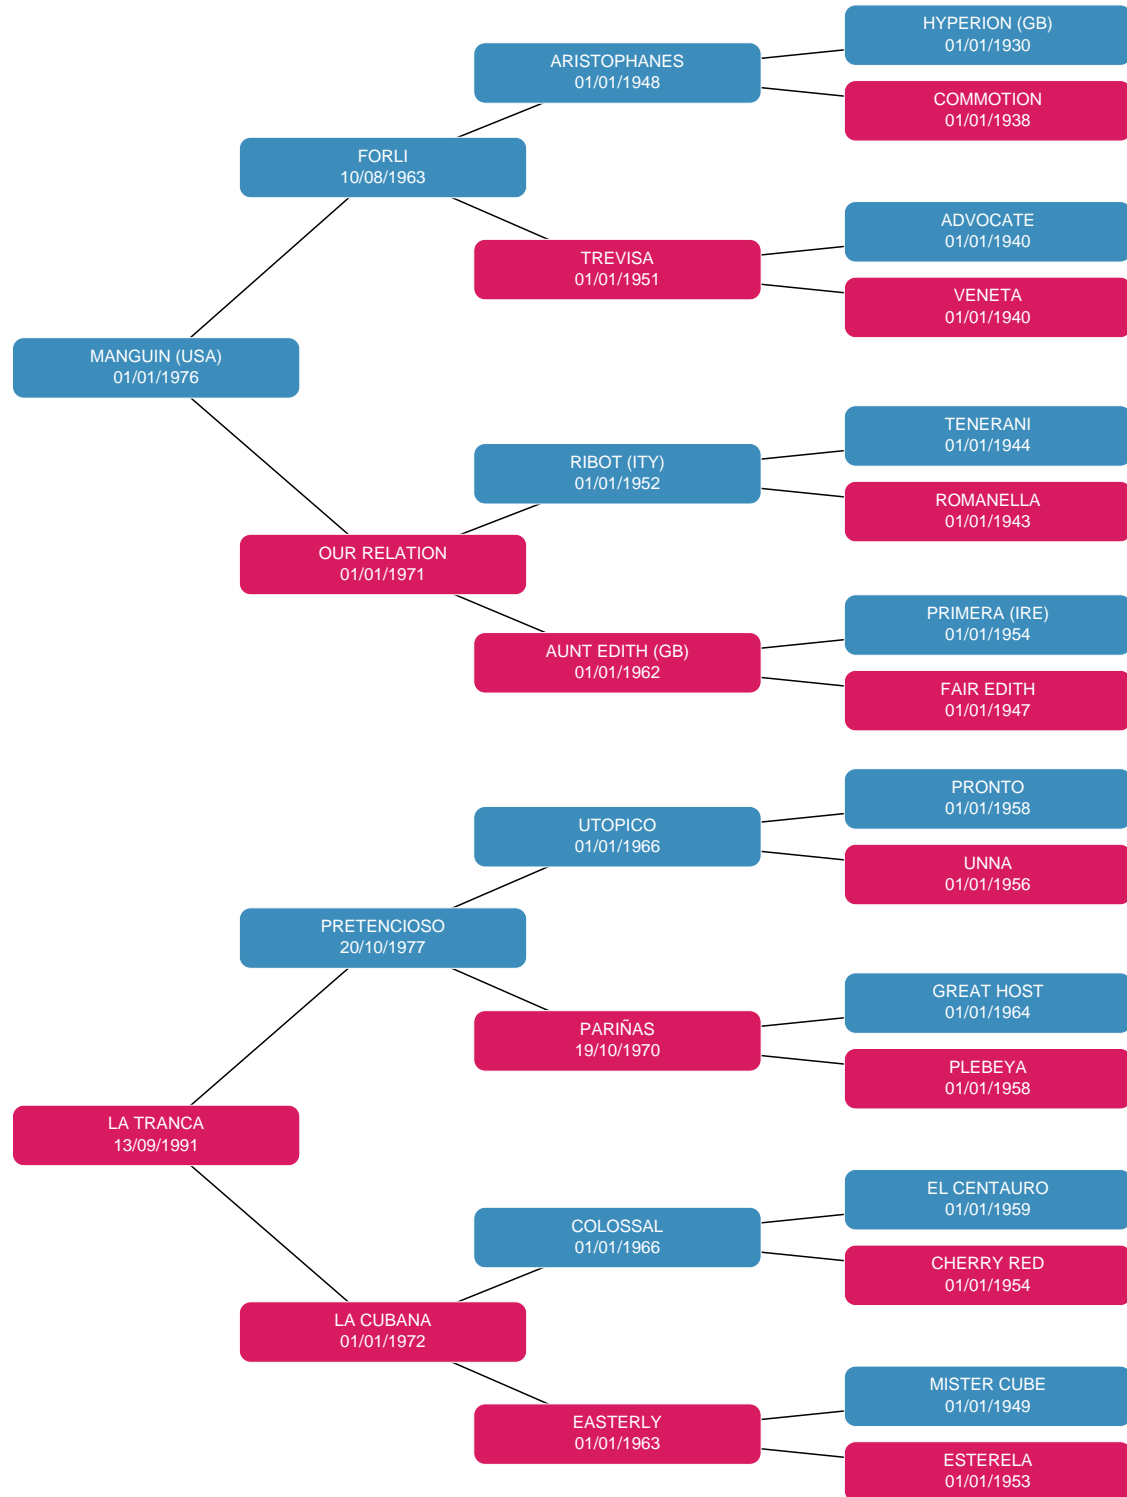 HYPERION (GB)
01/01/1930
ARISTOPHANES
01/01/1948
COMMOTION
01/01/1938
FORLI
10/08/1963
ADVOCATE
01/01/1940
TREVISA
01/01/1951
VENETA
01/01/1940
MANGUIN (USA)
01/01/1976
TENERANI
01/01/1944
RIBOT (ITY)
01/01/1952
ROMANELLA
01/01/1943
OUR RELATION
01/01/1971
PRIMERA (IRE)
01/01/1954
AUNT EDITH (GB)
01/01/1962
FAIR EDITH
01/01/1947
PRONTO
01/01/1958
UTOPICO
01/01/1966
UNNA
01/01/1956
PRETENCIOSO
20/10/1977
GREAT HOST
01/01/1964
PARIÑAS
19/10/1970
PLEBEYA
01/01/1958
LA TRANCA
13/09/1991
EL CENTAURO
01/01/1959
COLOSSAL
01/01/1966
CHERRY RED
01/01/1954
LA CUBANA
01/01/1972
MISTER CUBE
01/01/1949
EASTERLY
01/01/1963
ESTERELA
01/01/1953